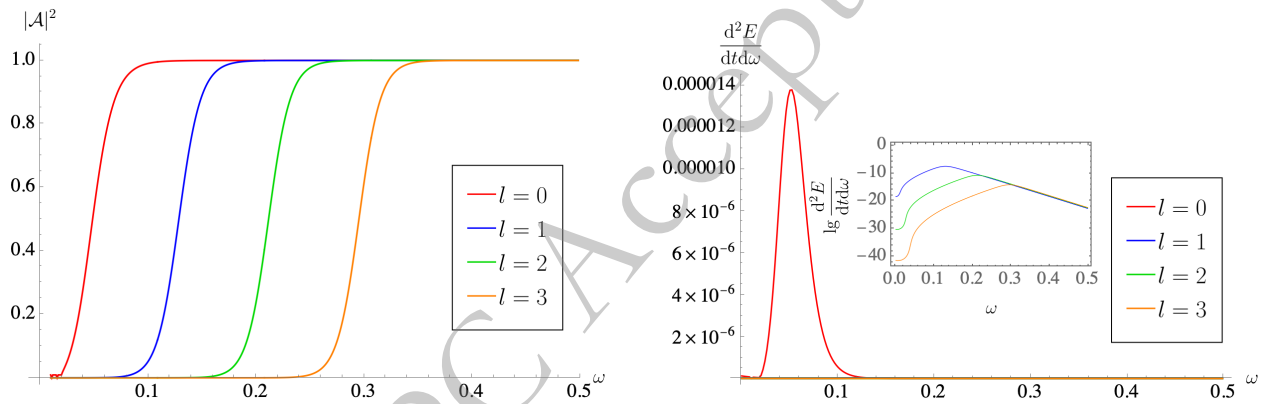 |𝒜|²
1.0
0.8
0.6
0.4
0.2
0.1
0.2
0.3
0.4
0.5
ω
l = 0
l = 1
l = 2
l = 3
d²E
dtdω
0.000014
0.000012
0.000010
8×10⁻⁶
6×10⁻⁶
4×10⁻⁶
2×10⁻⁶
0.1
0.2
0.3
0.4
0.5
ω
lg d²E/dtdω
0
−10
−20
−30
−40
0.0
0.1
0.2
0.3
0.4
0.5
ω
l = 0
l = 1
l = 2
l = 3
C Accep